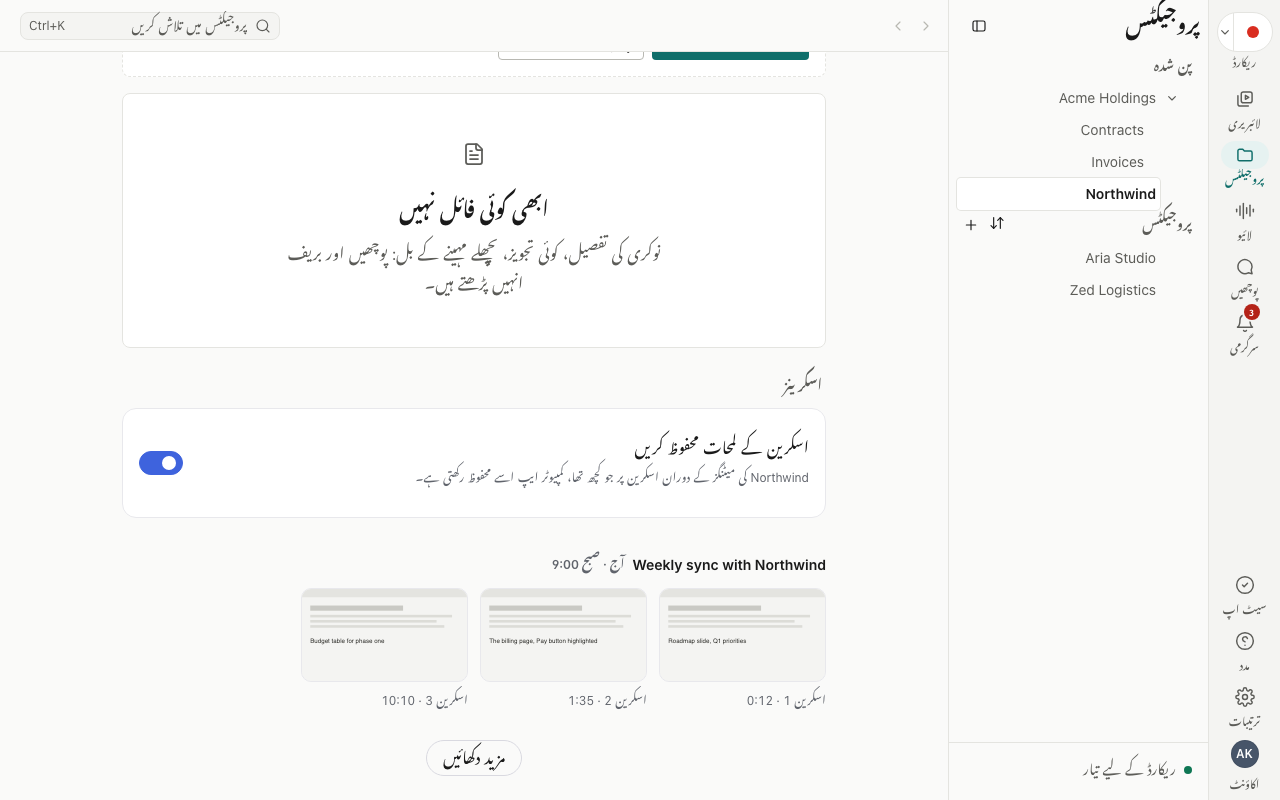 ریکارڈ
لائبریری
پروجیکٹس
لائیو
پوچھیں
3
سرگرمی
سیٹ اپ
مدد
ترتیبات
AK
اکاؤنٹ
پروجیکٹس
پن شدہ
Acme Holdings
Contracts
Invoices
Northwind
پروجیکٹس
Aria Studio
Zed Logistics
ریکارڈ کے لیے تیار
پروجیکٹس میں تلاش کریں
Ctrl+K
ابھی کوئی فائل نہیں
نوکری کی تفصیل، کوئی تجویز، پچھلے مہینے کے بل: پوچھیں اور بریف
انہیں پڑھتے ہیں۔
اسکرینز
اسکرین کے لمحات محفوظ کریں
Northwind کی میٹنگز کے دوران اسکرین پر جو کچھ تھا، کمپیوٹر ایپ اسے محفوظ رکھتی ہے۔
Weekly sync with Northwind آج · صبح 9:00
Roadmap slide, Q1 priorities
The billing page, Pay button highlighted
Budget table for phase one
اسکرین 1 · 0:12
اسکرین 2 · 1:35
اسکرین 3 · 10:10
مزید دکھائیں